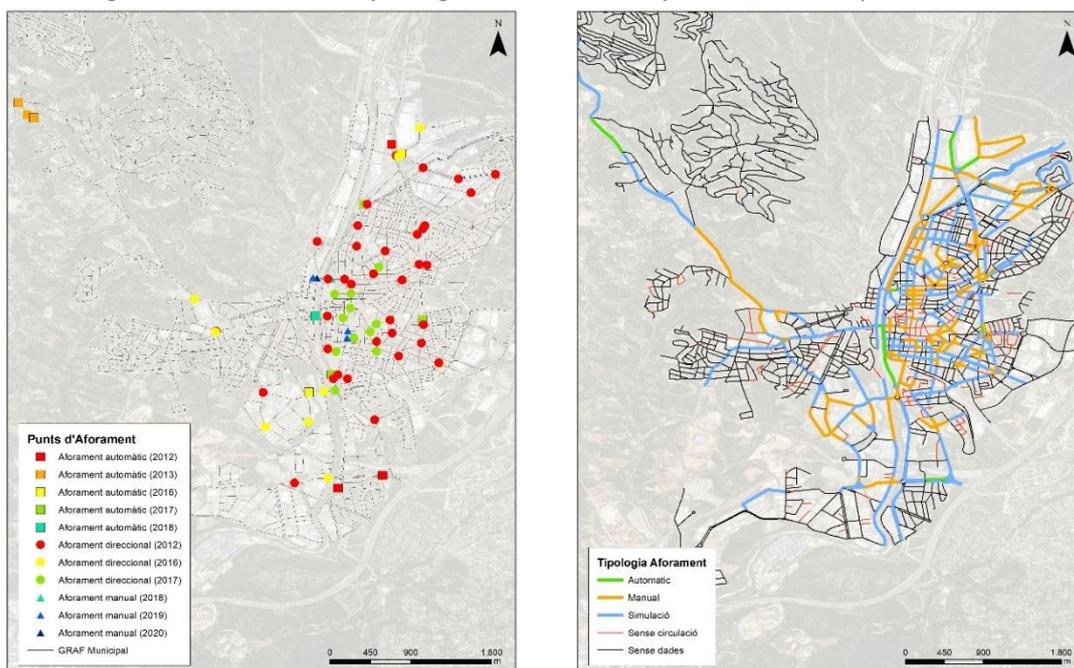 N
Punts d'Aforament
Aforament automàtic (2012)
Aforament automàtic (2013)
Aforament automàtic (2016)
Aforament automàtic (2017)
Aforament automàtic (2018)
Aforament direccional (2012)
Aforament direccional (2016)
Aforament direccional (2017)
Aforament manual (2018)
Aforament manual (2019)
Aforament manual (2020)
GRAF Municipal
0 450 900 1.800
m
N
Tipologia Aforament
Automatic
Manual
Simulació
Sense circulació
Sense dades
0 450 900 1.800
m